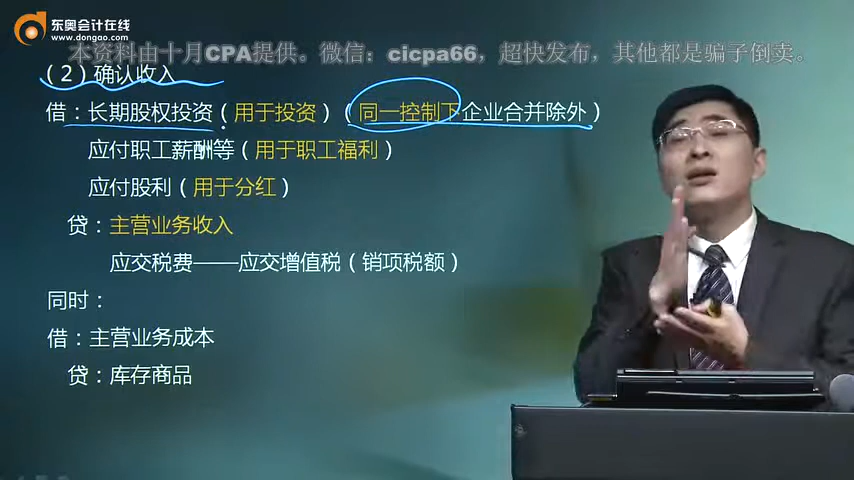 东奥会计在线
www.dongao.com
本资料由十月CPA提供。微信：cicpa66，超快发布，其他都是骗子倒卖。
（2）确认收入
借：长期股权投资（用于投资）（同一控制下企业合并除外）
应付职工薪酬等（用于职工福利）
应付股利（用于分红）
贷：主营业务收入
应交税费——应交增值税（销项税额）
同时：
借：主营业务成本
贷：库存商品